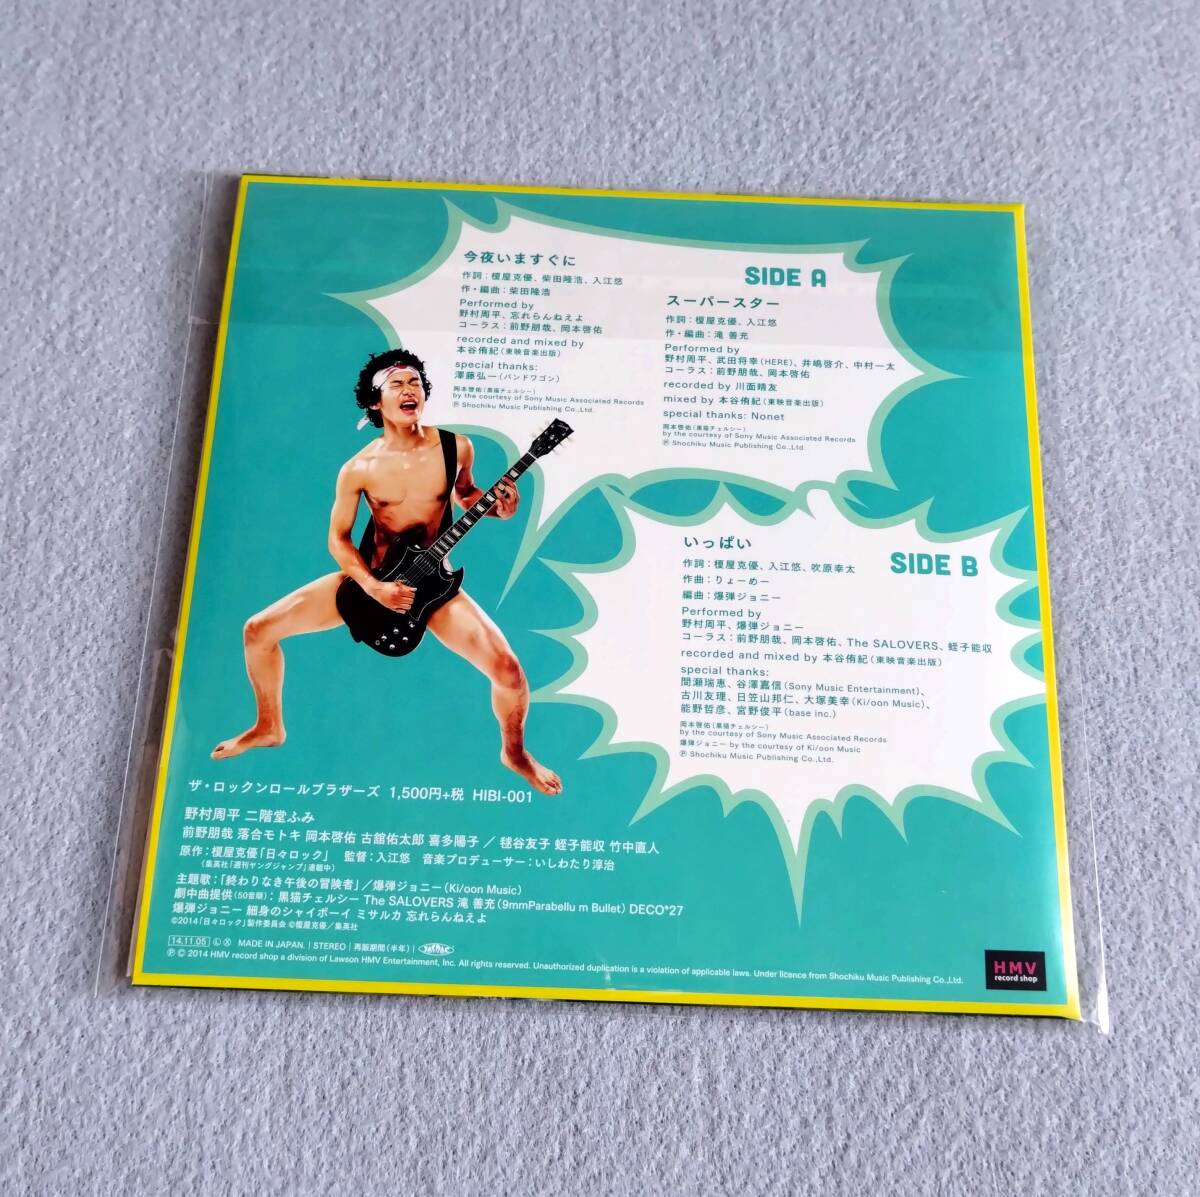 今夜いますぐに
作詞：榎屋克優、柴田隆浩、入江悠
作・編曲：柴田隆浩
Performed by
野村周平、忘れらんねえよ
コーラス：前野朋哉、岡本啓佑
recorded and mixed by
本谷侑紀(東映音楽出版)
special thanks:
澤藤弘一(バンドワゴン)
岡本啓佑(黒猫チェルシー)
by the courtesy of Sony Music Associated Records
Ⓟ Shochiku Music Publishing Co.,Ltd.
SIDE A
スーパースター
作詞：榎屋克優、入江悠
作・編曲：滝 善充
Performed by
野村周平、武田将幸(HERE)、井嶋啓介、中村一太
コーラス：前野朋哉、岡本啓佑
recorded by 川面晴友
mixed by 本谷侑紀(東映音楽出版)
special thanks: Nonet
岡本啓佑(黒猫チェルシー)
by the courtesy of Sony Music Associated Records
Ⓟ Shochiku Music Publishing Co.,Ltd.
いっぱい
SIDE B
作詞：榎屋克優、入江悠、吹原幸太
作曲：りょーめー
編曲：爆弾ジョニー
Performed by
野村周平、爆弾ジョニー
コーラス：前野朋哉、岡本啓佑、The SALOVERS、蛭子能収
recorded and mixed by 本谷侑紀(東映音楽出版)
special thanks:
間瀬瑞恵、谷澤嘉信(Sony Music Entertainment)、
古川友理、日笠山邦仁、大塚美幸(Ki/oon Music)、
能野哲彦、宮野俊平(base inc.)
岡本啓佑(黒猫チェルシー)
by the courtesy of Sony Music Associated Records
爆弾ジョニー by the courtesy of Ki/oon Music
Ⓟ Shochiku Music Publishing Co.,Ltd.
ザ・ロックンロールブラザーズ 1,500円+税 HIBI-001
野村周平 二階堂ふみ
前野朋哉 落合モトキ 岡本啓佑 古舘佑太郎 喜多陽子／毬谷友子 蛭子能収 竹中直人
原作：榎屋克優「日々ロック」 監督：入江悠 音楽プロデューサー：いしわたり淳治
(集英社「週刊ヤングジャンプ」連載中)
主題歌：「終わりなき午後の冒険者」／爆弾ジョニー(Ki/oon Music)
劇中曲提供(50音順)：黒猫チェルシー The SALOVERS 滝 善充(9mmParabellu m Bullet) DECO*27
爆弾ジョニー 細身のシャイボーイ ミサルカ 忘れらんねえよ
©2014「日々ロック」製作委員会 ©榎屋克優／集英社
14.11.05 Ⓛ Ⓧ MADE IN JAPAN. | STEREO | 再販期間(半年) | JASRAC
Ⓟ © 2014 HMV record shop a division of Lawson HMV Entertainment, Inc. All rights reserved. Unauthorized duplication is a violation of applicable laws. Under licence from Shochiku Music Publishing Co.,Ltd.
HMV
record shop